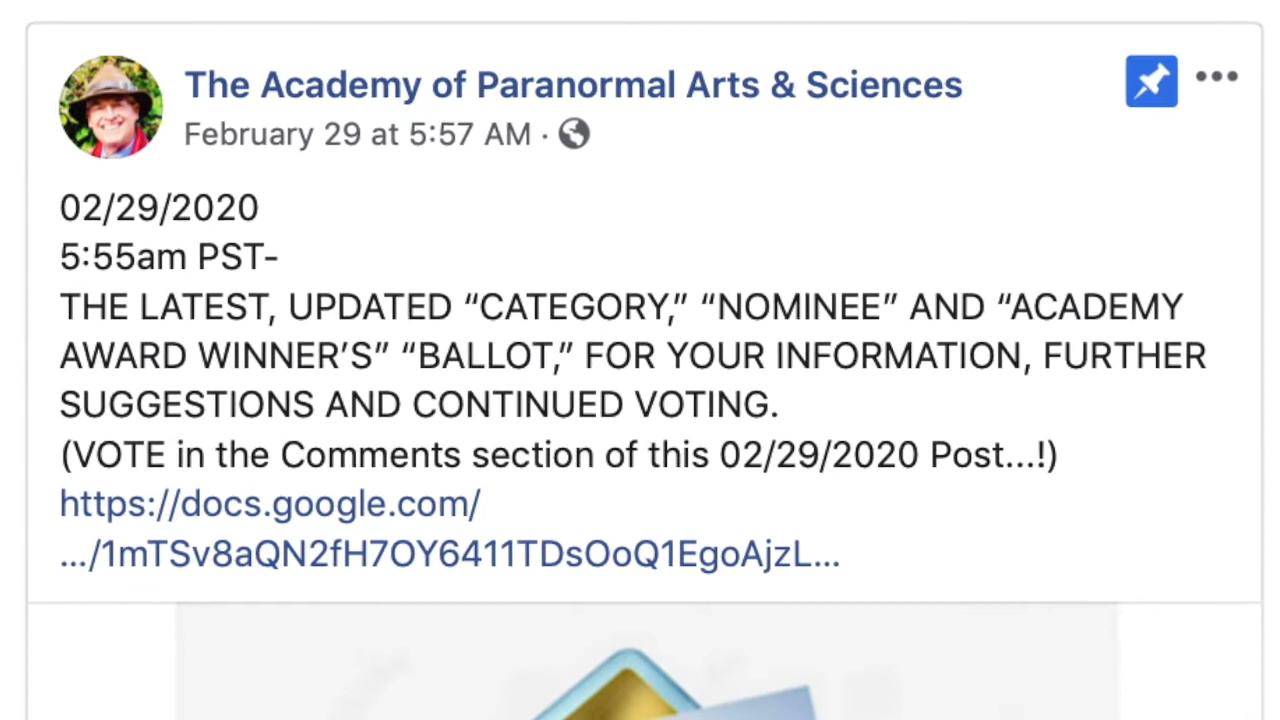 The Academy of Paranormal Arts & Sciences
February 29 at 5:57 AM ·
02/29/2020
5:55am PST-
THE LATEST, UPDATED “CATEGORY,” “NOMINEE” AND “ACADEMY
AWARD WINNER’S” “BALLOT,” FOR YOUR INFORMATION, FURTHER
SUGGESTIONS AND CONTINUED VOTING.
(VOTE in the Comments section of this 02/29/2020 Post...!)
https://docs.google.com/
.../1mTSv8aQN2fH7OY6411TDsOoQ1EgoAjzL...